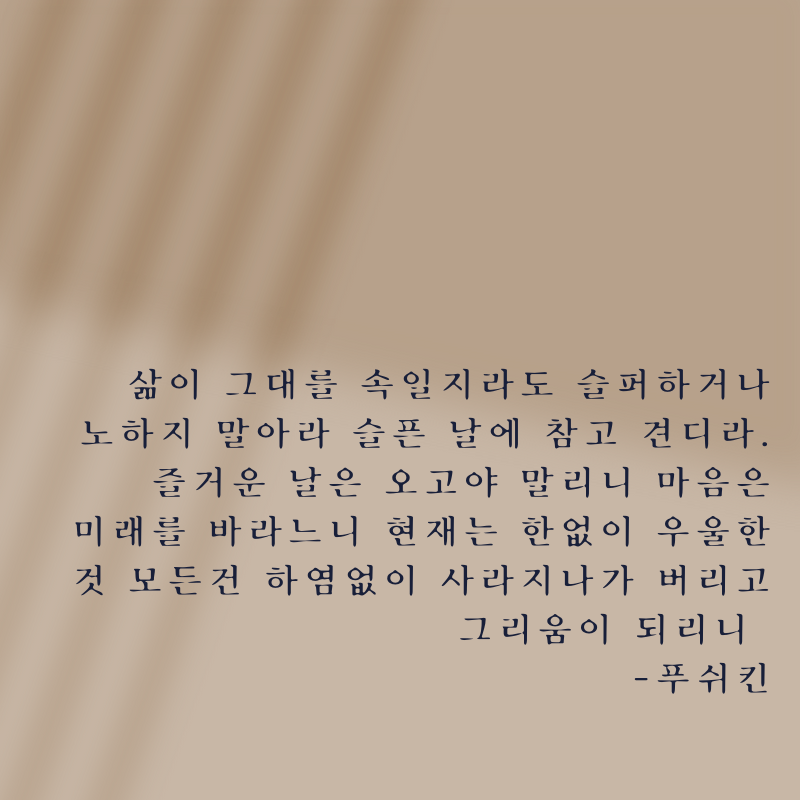 삶이 그대를 속일지라도 슬퍼하거나
노하지 말아라 슬픈 날에 참고 견디라.
즐거운 날은 오고야 말리니 마음은
미래를 바라느니 현재는 한없이 우울한
것 모든건 하염없이 사라지나가 버리고
그리움이 되리니
-푸쉬킨